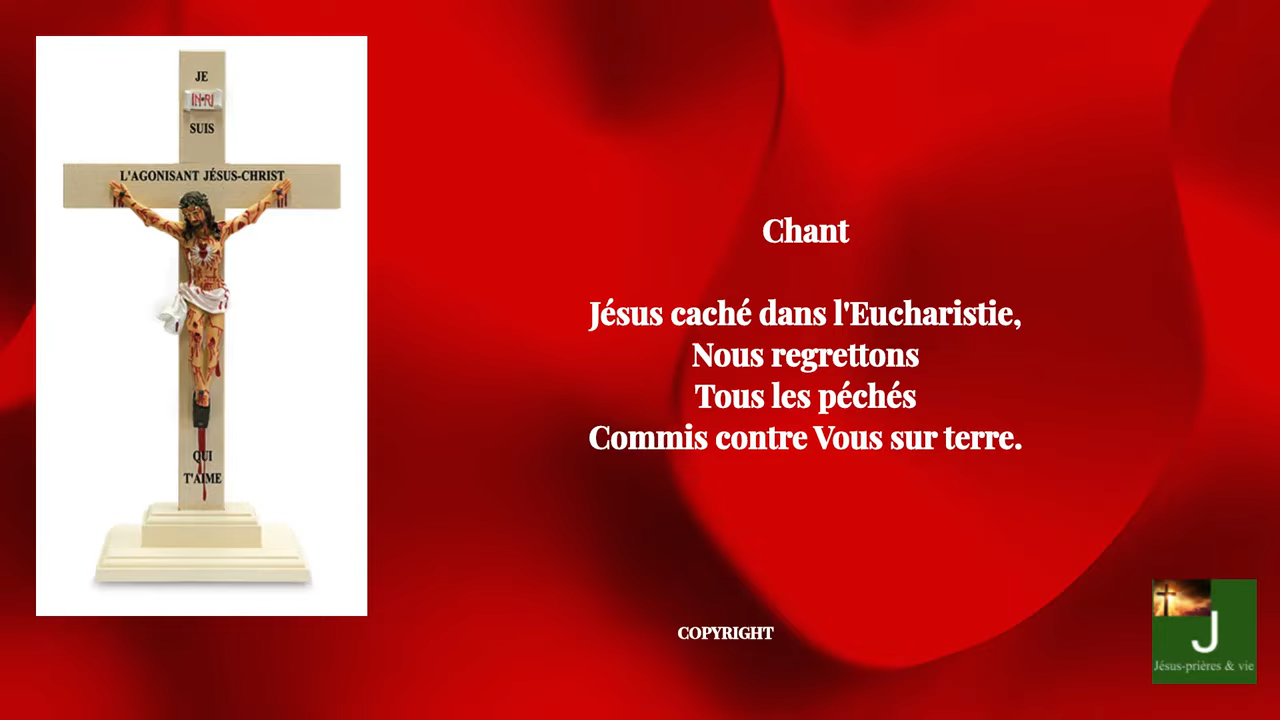 JE
INRI
SUIS
L'AGONISANT JÉSUS-CHRIST
QUI
T'AIME
Chant
Jésus caché dans l'Eucharistie,
Nous regrettons
Tous les péchés
Commis contre Vous sur terre.
COPYRIGHT
J
Jésus-prières & vie